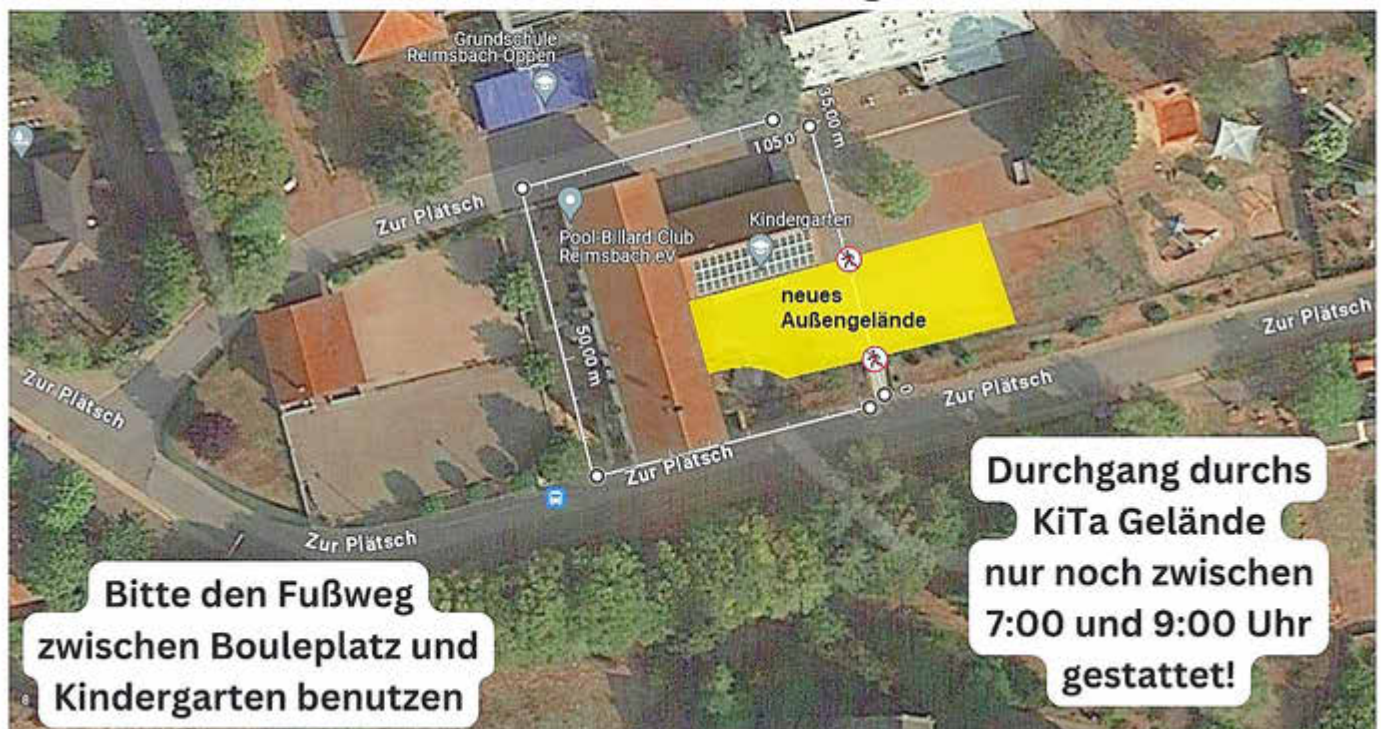 Grundschule
Reimsbach-Oppen
35,00 m
105,0
Zur Plätsch
Pool-Billard-Club
Reimsbach eV
Kindergarten
neues
Außengelände
50,00 m
Zur Plätsch
Zur Plätsch
0
Zur Plätsch
Zur Plätsch
Zur Plätsch
Durchgang durchs
KiTa Gelände
nur noch zwischen
7:00 und 9:00 Uhr
gestattet!
Bitte den Fußweg
zwischen Bouleplatz und
Kindergarten benutzen